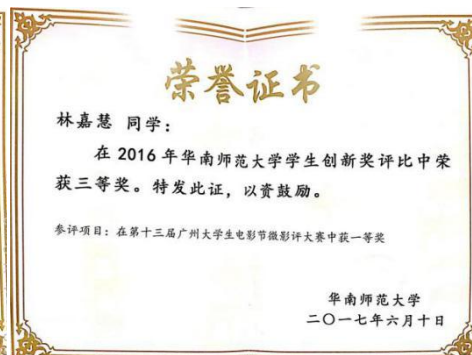 荣誉证书
林嘉慧 同学：
在 2016 年华南师范大学学生创新奖评比中荣
获三等奖。特发此证，以资鼓励。
参评项目：在第十三届广州大学生电影节微影评大赛中获一等奖
华南师范大学
二〇一七年六月十日